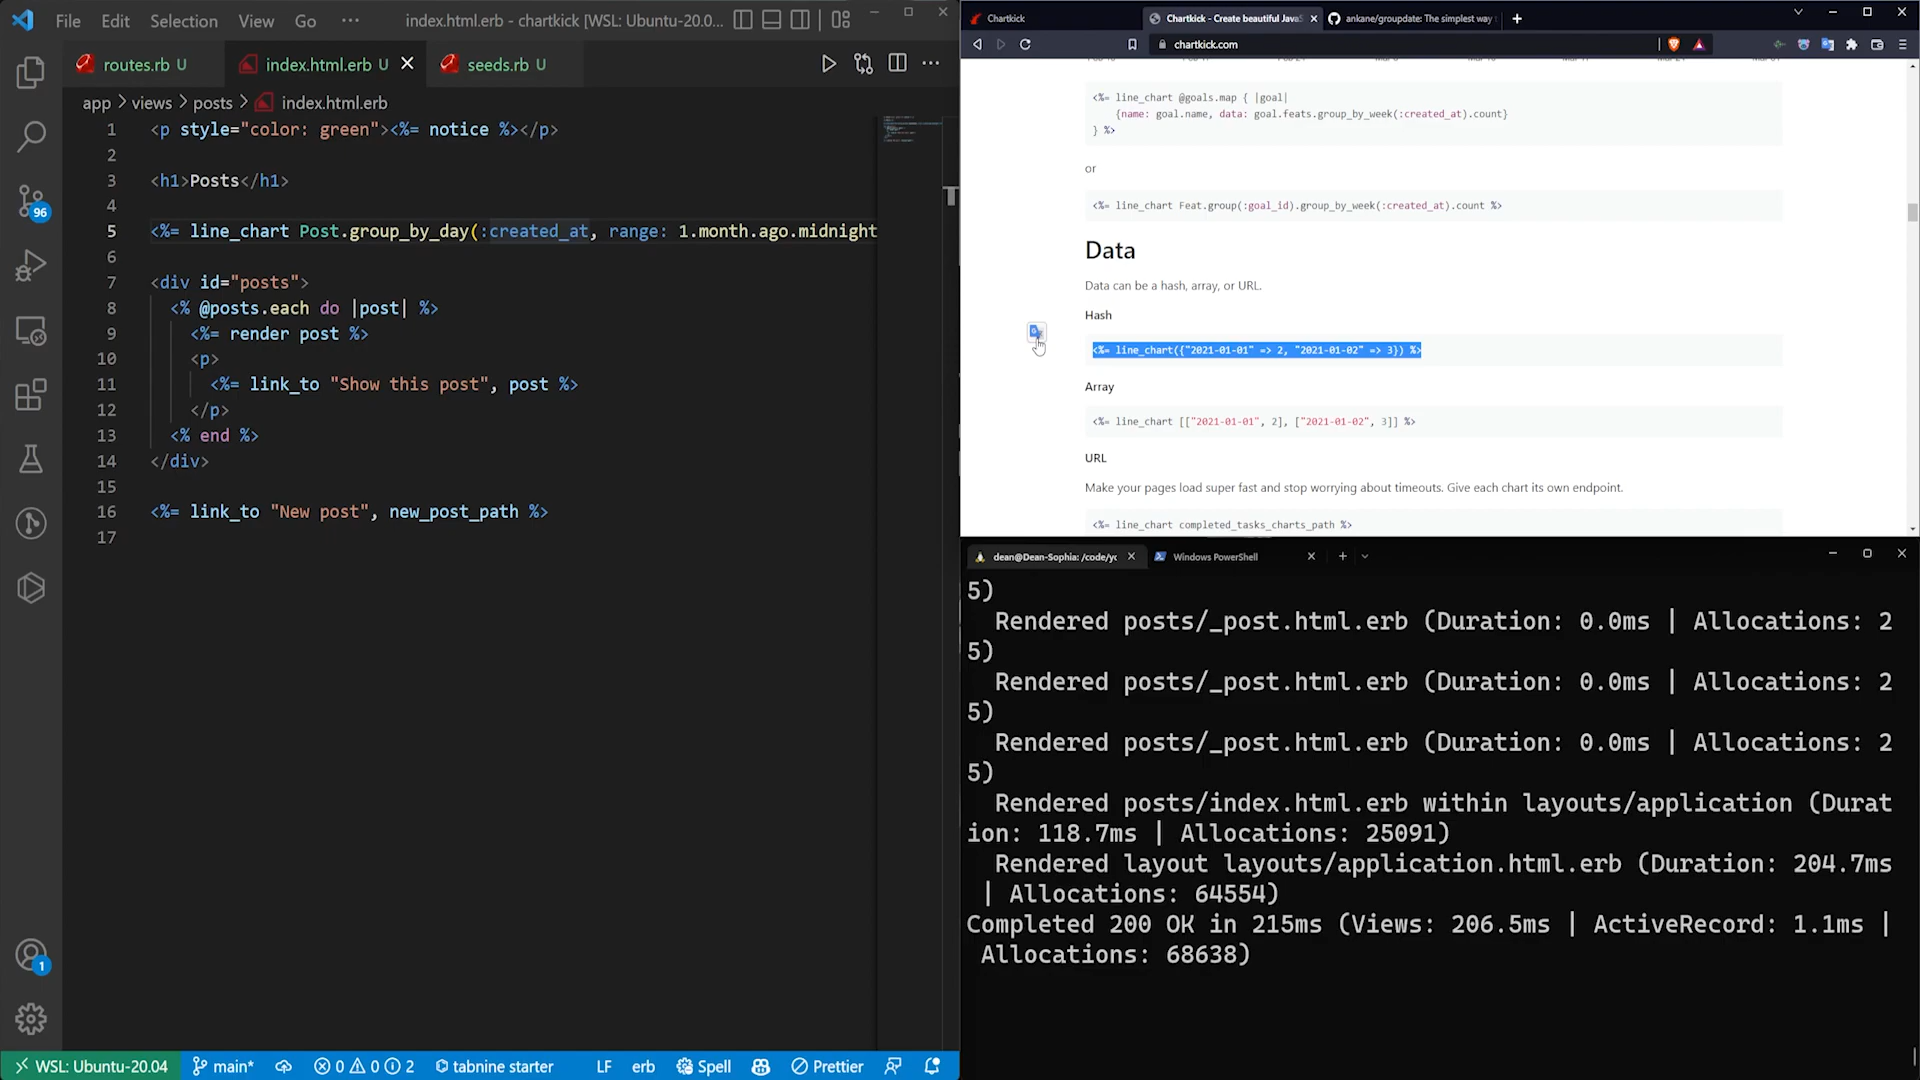 File Edit Selection View Go ··· index.html.erb - chartkick [WSL: Ubuntu-20.0...
routes.rb U index.html.erb U seeds.rb U
app > views > posts > index.html.erb
1 <p style="color: green"><%= notice %></p>
2
3 <h1>Posts</h1>
4
5 <%= line_chart Post.group_by_day(:created_at, range: 1.month.ago.midnight
6
7 <div id="posts">
8 <% @posts.each do |post| %>
9 <%= render post %>
10 <p>
11 <%= link_to "Show this post", post %>
12 </p>
13 <% end %>
14 </div>
15
16 <%= link_to "New post", new_post_path %>
17
96
1
WSL: Ubuntu-20.04 main* 0 0 2 tabnine starter LF erb Spell Prettier
Chartkick Chartkick - Create beautiful JavaS ankane/groupdate: The simplest way
chartkick.com
<%= line_chart @goals.map { |goal|
{name: goal.name, data: goal.feats.group_by_week(:created_at).count}
} %>
or
<%= line_chart Feat.group(:goal_id).group_by_week(:created_at).count %>
Data
Data can be a hash, array, or URL.
Hash
<%= line_chart({"2021-01-01" => 2, "2021-01-02" => 3}) %>
Array
<%= line_chart [["2021-01-01", 2], ["2021-01-02", 3]] %>
URL
Make your pages load super fast and stop worrying about timeouts. Give each chart its own endpoint.
<%= line_chart completed_tasks_charts_path %>
dean@Dean-Sophia: /code/yc Windows PowerShell
5)
Rendered posts/_post.html.erb (Duration: 0.0ms | Allocations: 2
5)
Rendered posts/_post.html.erb (Duration: 0.0ms | Allocations: 2
5)
Rendered posts/_post.html.erb (Duration: 0.0ms | Allocations: 2
5)
Rendered posts/index.html.erb within layouts/application (Durat
ion: 118.7ms | Allocations: 25091)
Rendered layout layouts/application.html.erb (Duration: 204.7ms
| Allocations: 64554)
Completed 200 OK in 215ms (Views: 206.5ms | ActiveRecord: 1.1ms |
Allocations: 68638)